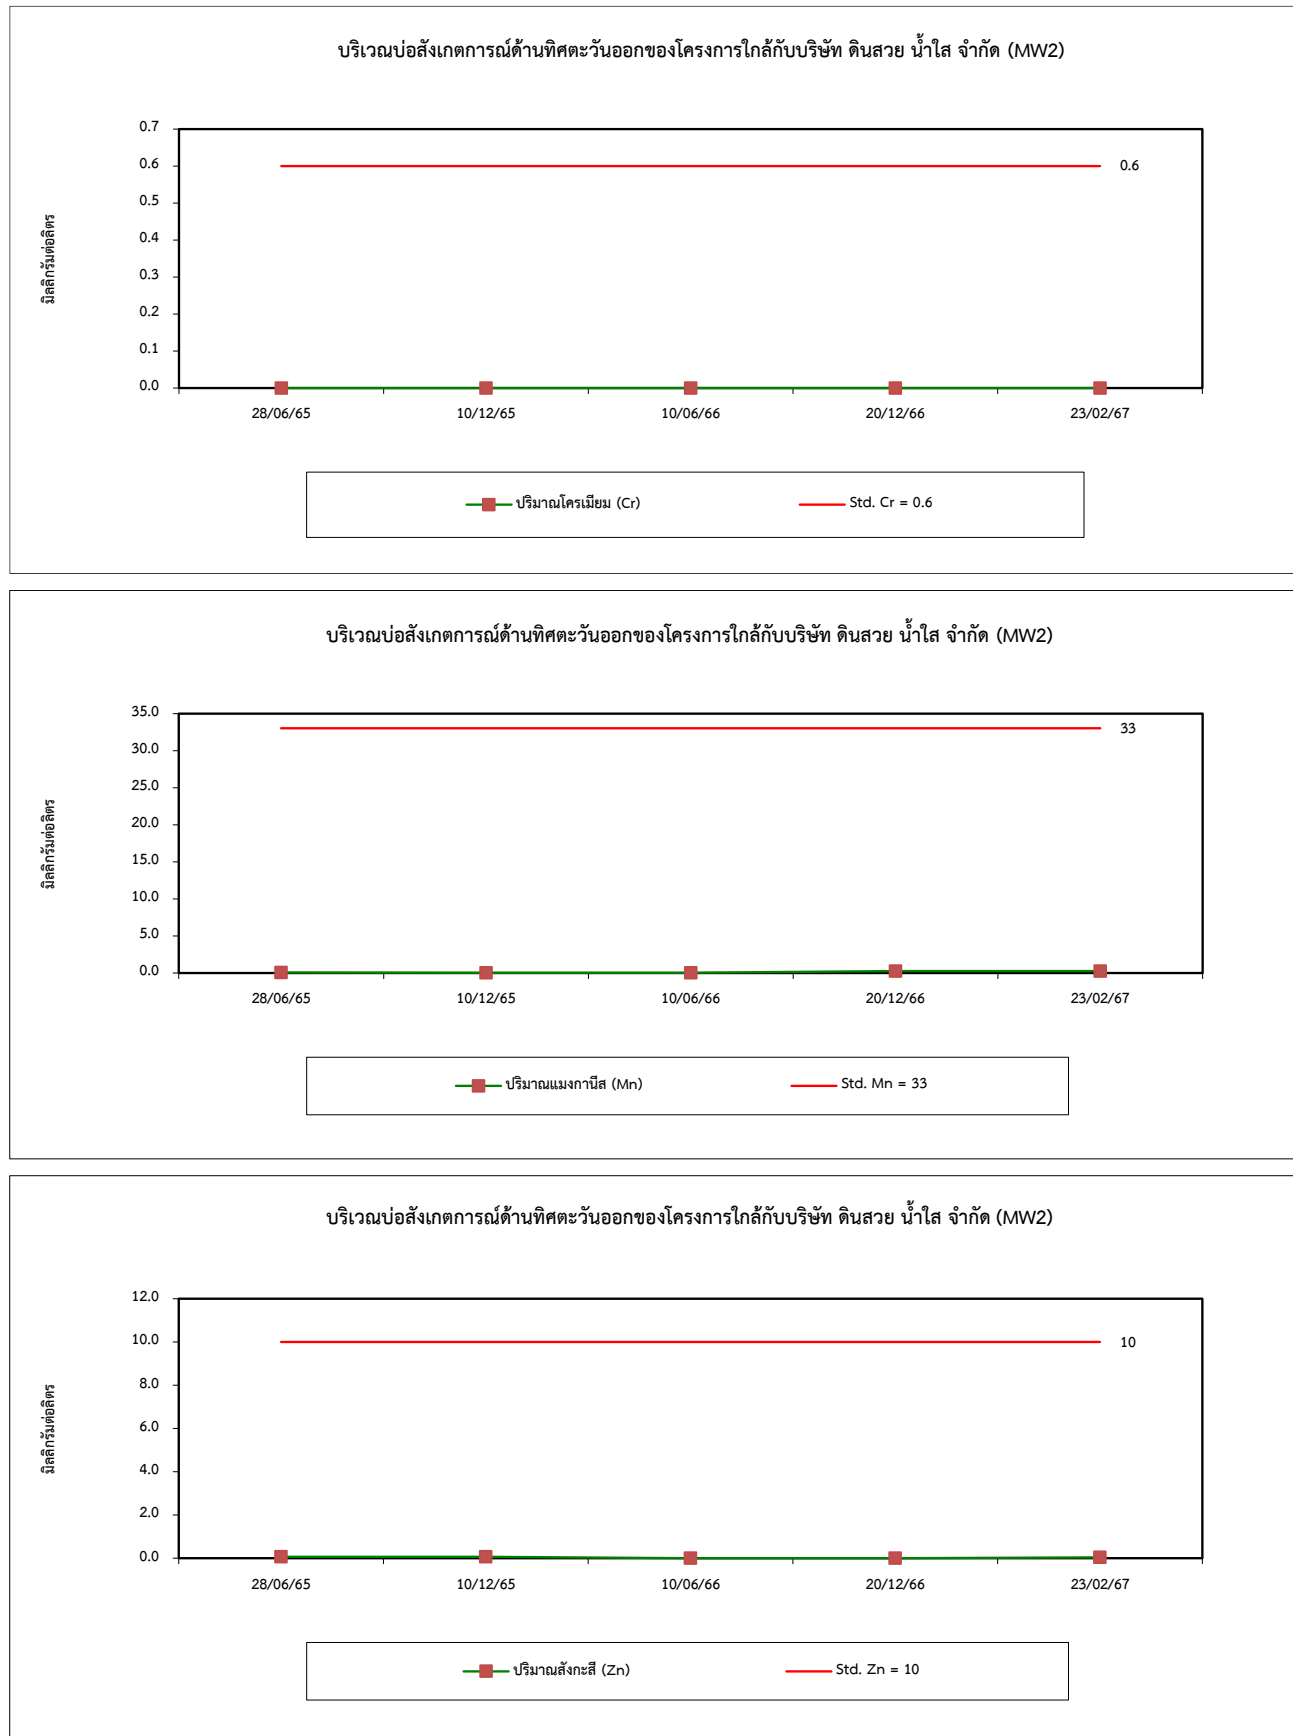 บริเวณบ่อสังเกตการณ์ด้านทิศตะวันออกของโครงการใกล้กับบริษัท ดินสวย น้ำใส จำกัด (MW2)
มิลลิกรัมต่อลิตร
0.7
0.6
0.5
0.4
0.3
0.2
0.1
0.0
0.6
28/06/65 10/12/65 10/06/66 20/12/66 23/02/67
ปริมาณโครเมียม (Cr) Std. Cr = 0.6
บริเวณบ่อสังเกตการณ์ด้านทิศตะวันออกของโครงการใกล้กับบริษัท ดินสวย น้ำใส จำกัด (MW2)
มิลลิกรัมต่อลิตร
35.0
30.0
25.0
20.0
15.0
10.0
5.0
0.0
33
28/06/65 10/12/65 10/06/66 20/12/66 23/02/67
ปริมาณแมงกานีส (Mn) Std. Mn = 33
บริเวณบ่อสังเกตการณ์ด้านทิศตะวันออกของโครงการใกล้กับบริษัท ดินสวย น้ำใส จำกัด (MW2)
มิลลิกรัมต่อลิตร
12.0
10.0
8.0
6.0
4.0
2.0
0.0
10
28/06/65 10/12/65 10/06/66 20/12/66 23/02/67
ปริมาณสังกะสี (Zn) Std. Zn = 10